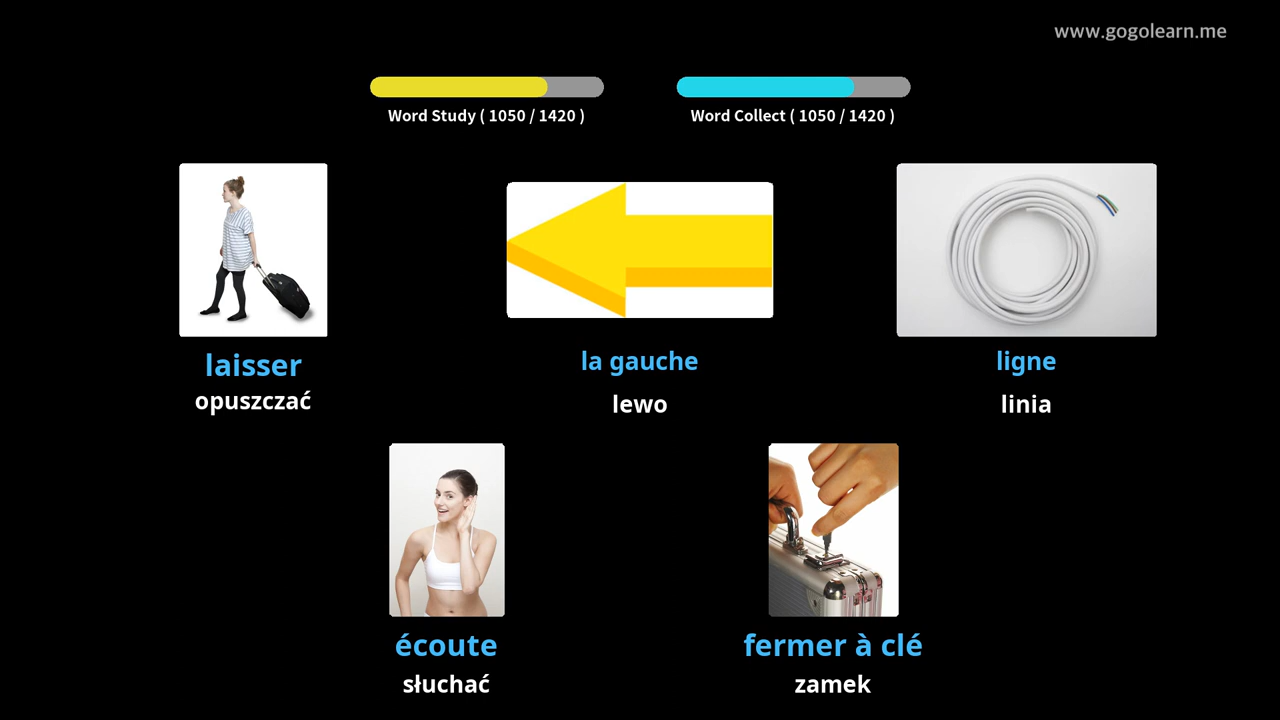 www.gogolearn.me
Word Study ( 1050 / 1420 )
Word Collect ( 1050 / 1420 )
laisser
opuszczać
la gauche
lewo
ligne
linia
écoute
słuchać
fermer à clé
zamek